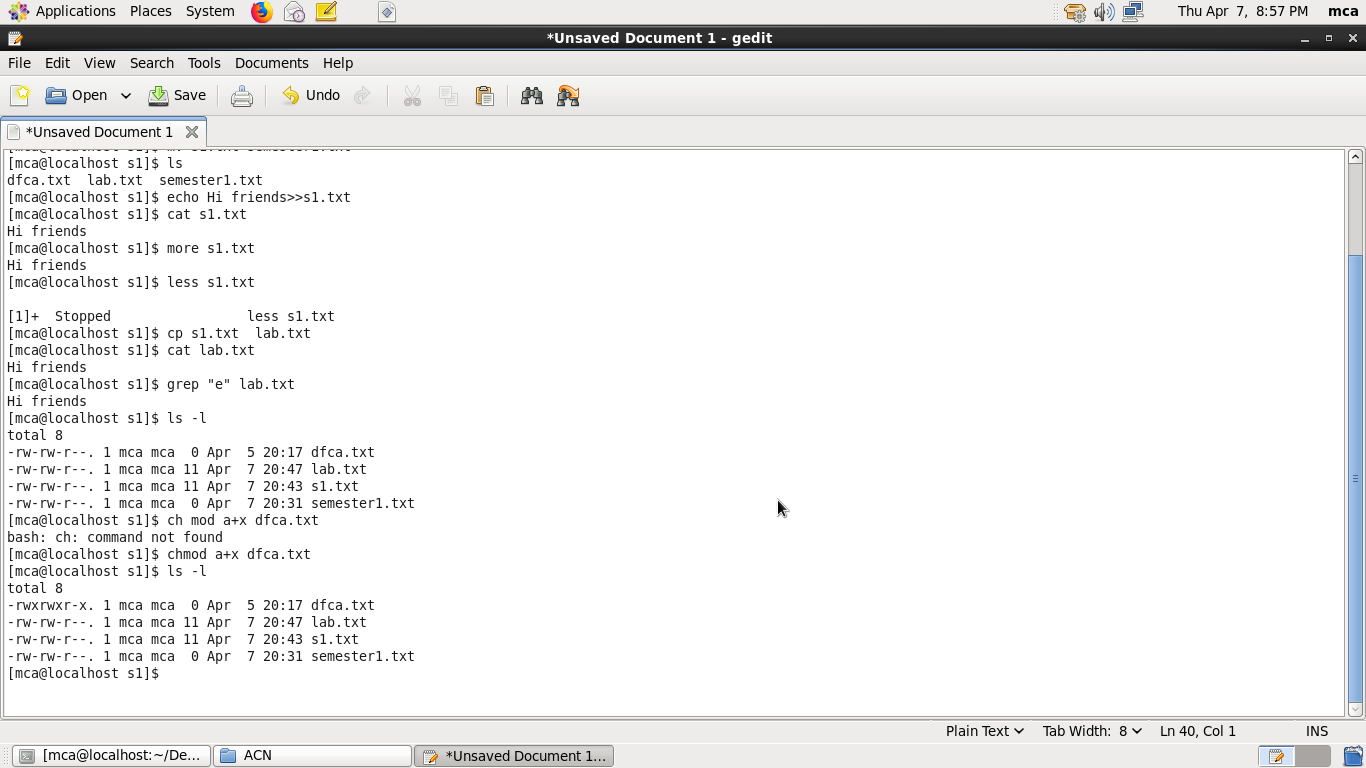 Applications Places System Thu Apr 7, 8:57 PM mca
*Unsaved Document 1 - gedit
File Edit View Search Tools Documents Help
Open Save Undo
*Unsaved Document 1
[mca@localhost s1]$ ls
dfca.txt  lab.txt  semester1.txt
[mca@localhost s1]$ echo Hi friends>>s1.txt
[mca@localhost s1]$ cat s1.txt
Hi friends
[mca@localhost s1]$ more s1.txt
Hi friends
[mca@localhost s1]$ less s1.txt
[1]+  Stopped                 less s1.txt
[mca@localhost s1]$ cp s1.txt  lab.txt
[mca@localhost s1]$ cat lab.txt
Hi friends
[mca@localhost s1]$ grep "e" lab.txt
Hi friends
[mca@localhost s1]$ ls -l
total 8
-rw-rw-r--. 1 mca mca  0 Apr  5 20:17 dfca.txt
-rw-rw-r--. 1 mca mca 11 Apr  7 20:47 lab.txt
-rw-rw-r--. 1 mca mca 11 Apr  7 20:43 s1.txt
-rw-rw-r--. 1 mca mca  0 Apr  7 20:31 semester1.txt
[mca@localhost s1]$ ch mod a+x dfca.txt
bash: ch: command not found
[mca@localhost s1]$ chmod a+x dfca.txt
[mca@localhost s1]$ ls -l
total 8
-rwxrwxr-x. 1 mca mca  0 Apr  5 20:17 dfca.txt
-rw-rw-r--. 1 mca mca 11 Apr  7 20:47 lab.txt
-rw-rw-r--. 1 mca mca 11 Apr  7 20:43 s1.txt
-rw-rw-r--. 1 mca mca  0 Apr  7 20:31 semester1.txt
[mca@localhost s1]$
Plain Text Tab Width: 8 Ln 40, Col 1 INS
[mca@localhost:~/De... ACN *Unsaved Document 1...